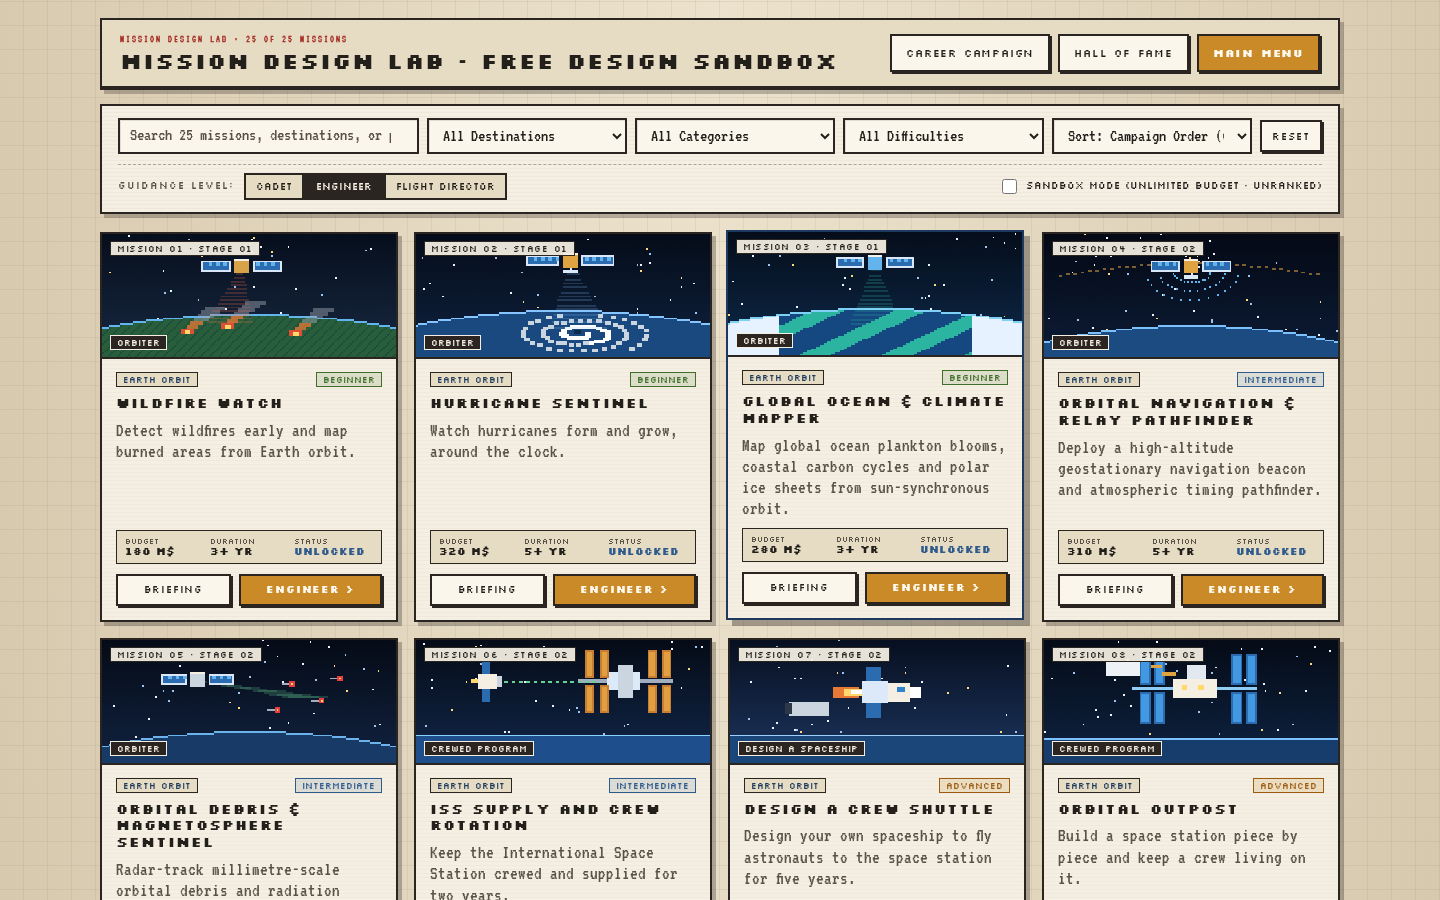 MISSION DESIGN LAB · 25 OF 25 MISSIONS
MISSION DESIGN LAB · FREE DESIGN SANDBOX
CAREER CAMPAIGN
HALL OF FAME
MAIN MENU
Search 25 missions, destinations, or
All Destinations
All Categories
All Difficulties
Sort: Campaign Order
RESET
GUIDANCE LEVEL:
CADET
ENGINEER
FLIGHT DIRECTOR
SANDBOX MODE (UNLIMITED BUDGET · UNRANKED)
MISSION 01 · STAGE 01
ORBITER
EARTH ORBIT
BEGINNER
WILDFIRE WATCH
Detect wildfires early and map
burned areas from Earth orbit.
BUDGET
180 M$
DURATION
3+ YR
STATUS
UNLOCKED
BRIEFING
ENGINEER >
MISSION 02 · STAGE 01
ORBITER
EARTH ORBIT
BEGINNER
HURRICANE SENTINEL
Watch hurricanes form and grow,
around the clock.
BUDGET
320 M$
DURATION
5+ YR
STATUS
UNLOCKED
BRIEFING
ENGINEER >
MISSION 03 · STAGE 01
ORBITER
EARTH ORBIT
BEGINNER
GLOBAL OCEAN & CLIMATE
MAPPER
Map global ocean plankton blooms,
coastal carbon cycles and polar
ice sheets from sun-synchronous
orbit.
BUDGET
280 M$
DURATION
3+ YR
STATUS
UNLOCKED
BRIEFING
ENGINEER >
MISSION 04 · STAGE 02
ORBITER
EARTH ORBIT
INTERMEDIATE
ORBITAL NAVIGATION &
RELAY PATHFINDER
Deploy a high-altitude
geostationary navigation beacon
and atmospheric timing pathfinder.
BUDGET
310 M$
DURATION
5+ YR
STATUS
UNLOCKED
BRIEFING
ENGINEER >
MISSION 05 · STAGE 02
ORBITER
EARTH ORBIT
INTERMEDIATE
ORBITAL DEBRIS &
MAGNETOSPHERE
SENTINEL
Radar-track millimetre-scale
orbital debris and radiation
MISSION 06 · STAGE 02
CREWED PROGRAM
EARTH ORBIT
INTERMEDIATE
ISS SUPPLY AND CREW
ROTATION
Keep the International Space
Station crewed and supplied for
two years.
MISSION 07 · STAGE 02
DESIGN A SPACESHIP
EARTH ORBIT
ADVANCED
DESIGN A CREW SHUTTLE
Design your own spaceship to fly
astronauts to the space station
for five years.
MISSION 08 · STAGE 02
CREWED PROGRAM
EARTH ORBIT
ADVANCED
ORBITAL OUTPOST
Build a space station piece by
piece and keep a crew living on
it.